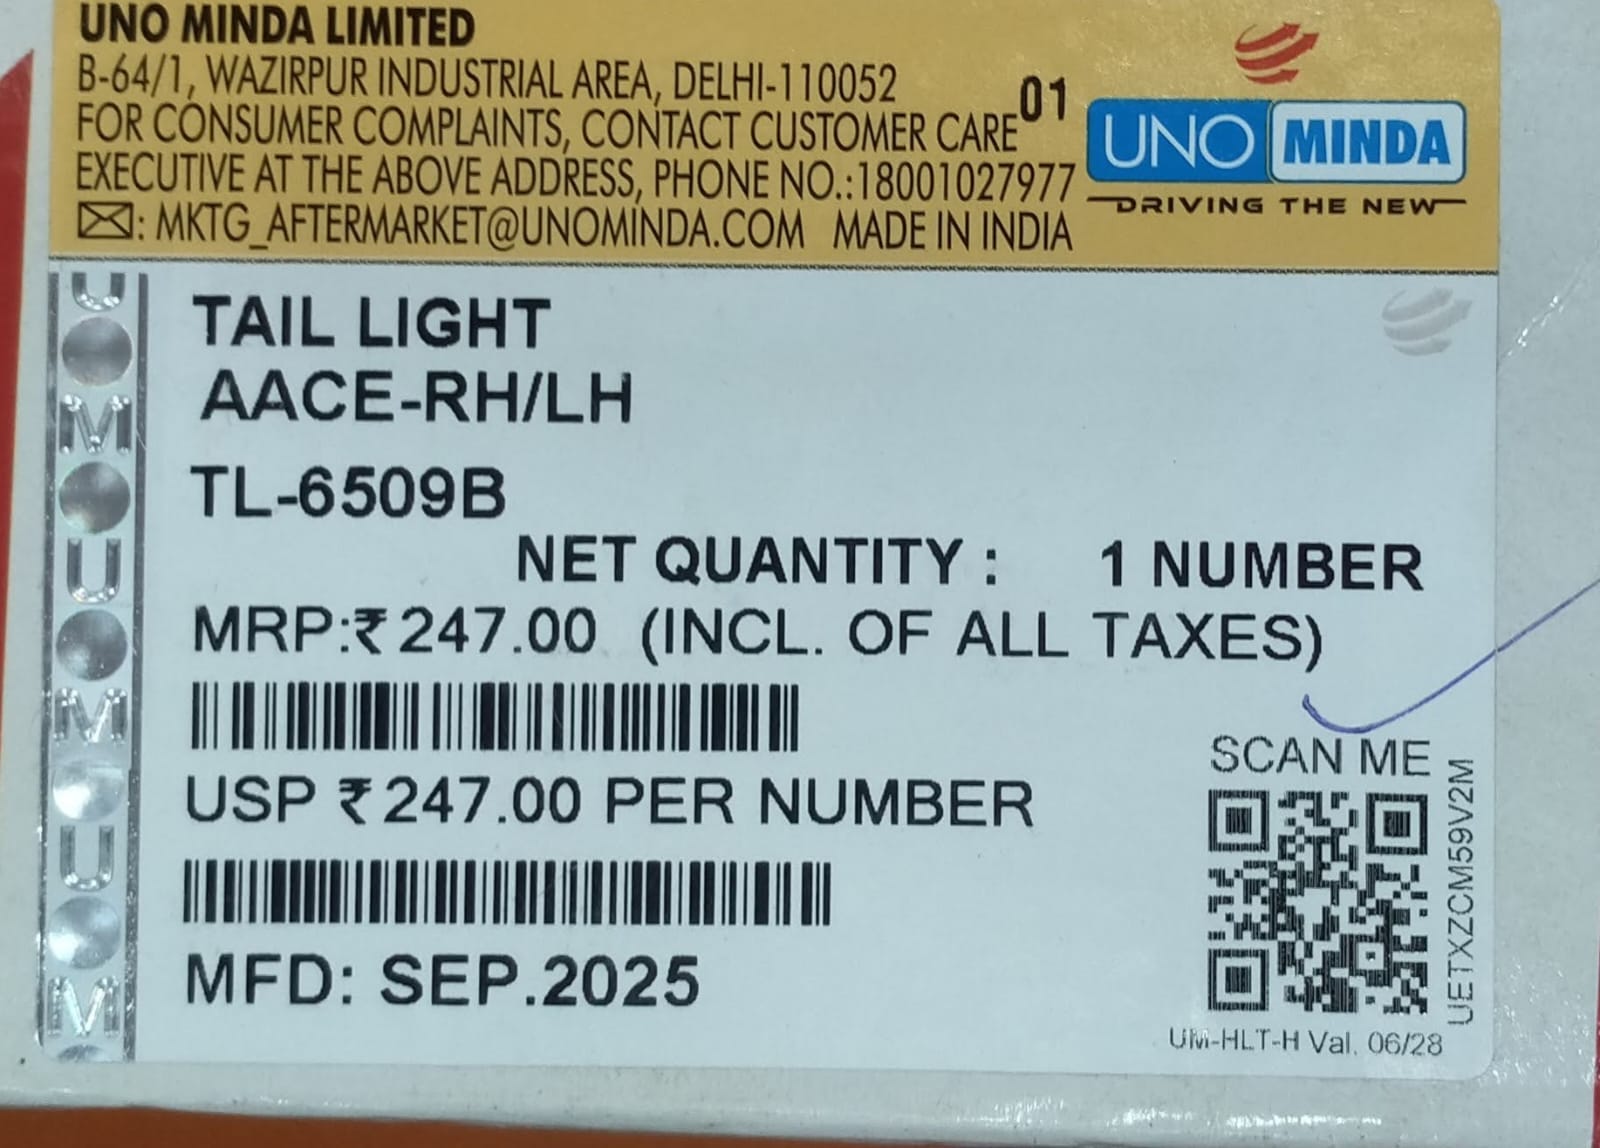 UNO MINDA LIMITED
B-64/1, WAZIRPUR INDUSTRIAL AREA, DELHI-110052
FOR CONSUMER COMPLAINTS, CONTACT CUSTOMER CARE
EXECUTIVE AT THE ABOVE ADDRESS, PHONE NO.:18001027977
: MKTG_AFTERMARKET@UNOMINDA.COM MADE IN INDIA
01
UNO MINDA
DRIVING THE NEW
U
M
U
M
U
M
TAIL LIGHT
AACE-RH/LH
TL-6509B
NET QUANTITY : 1 NUMBER
MRP:₹247.00 (INCL. OF ALL TAXES)
USP ₹247.00 PER NUMBER
MFD: SEP.2025
SCAN ME
UETXZCM59V2M
UM-HLT-H Val. 06/28